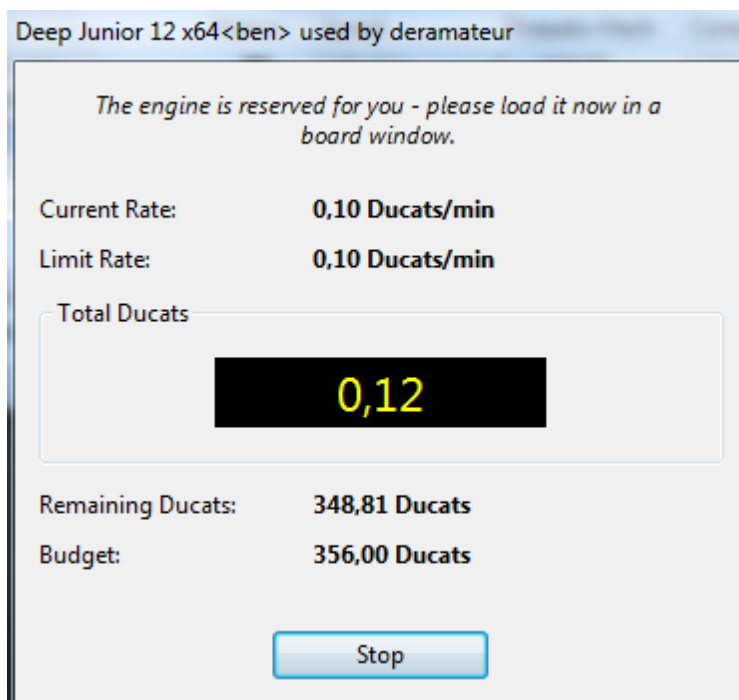 Deep Junior 12 x64<ben> used by deramateur
The engine is reserved for you - please load it now in a
board window.
Current Rate: 0,10 Ducats/min
Limit Rate: 0,10 Ducats/min
Total Ducats
0,12
Remaining Ducats: 348,81 Ducats
Budget: 356,00 Ducats
Stop